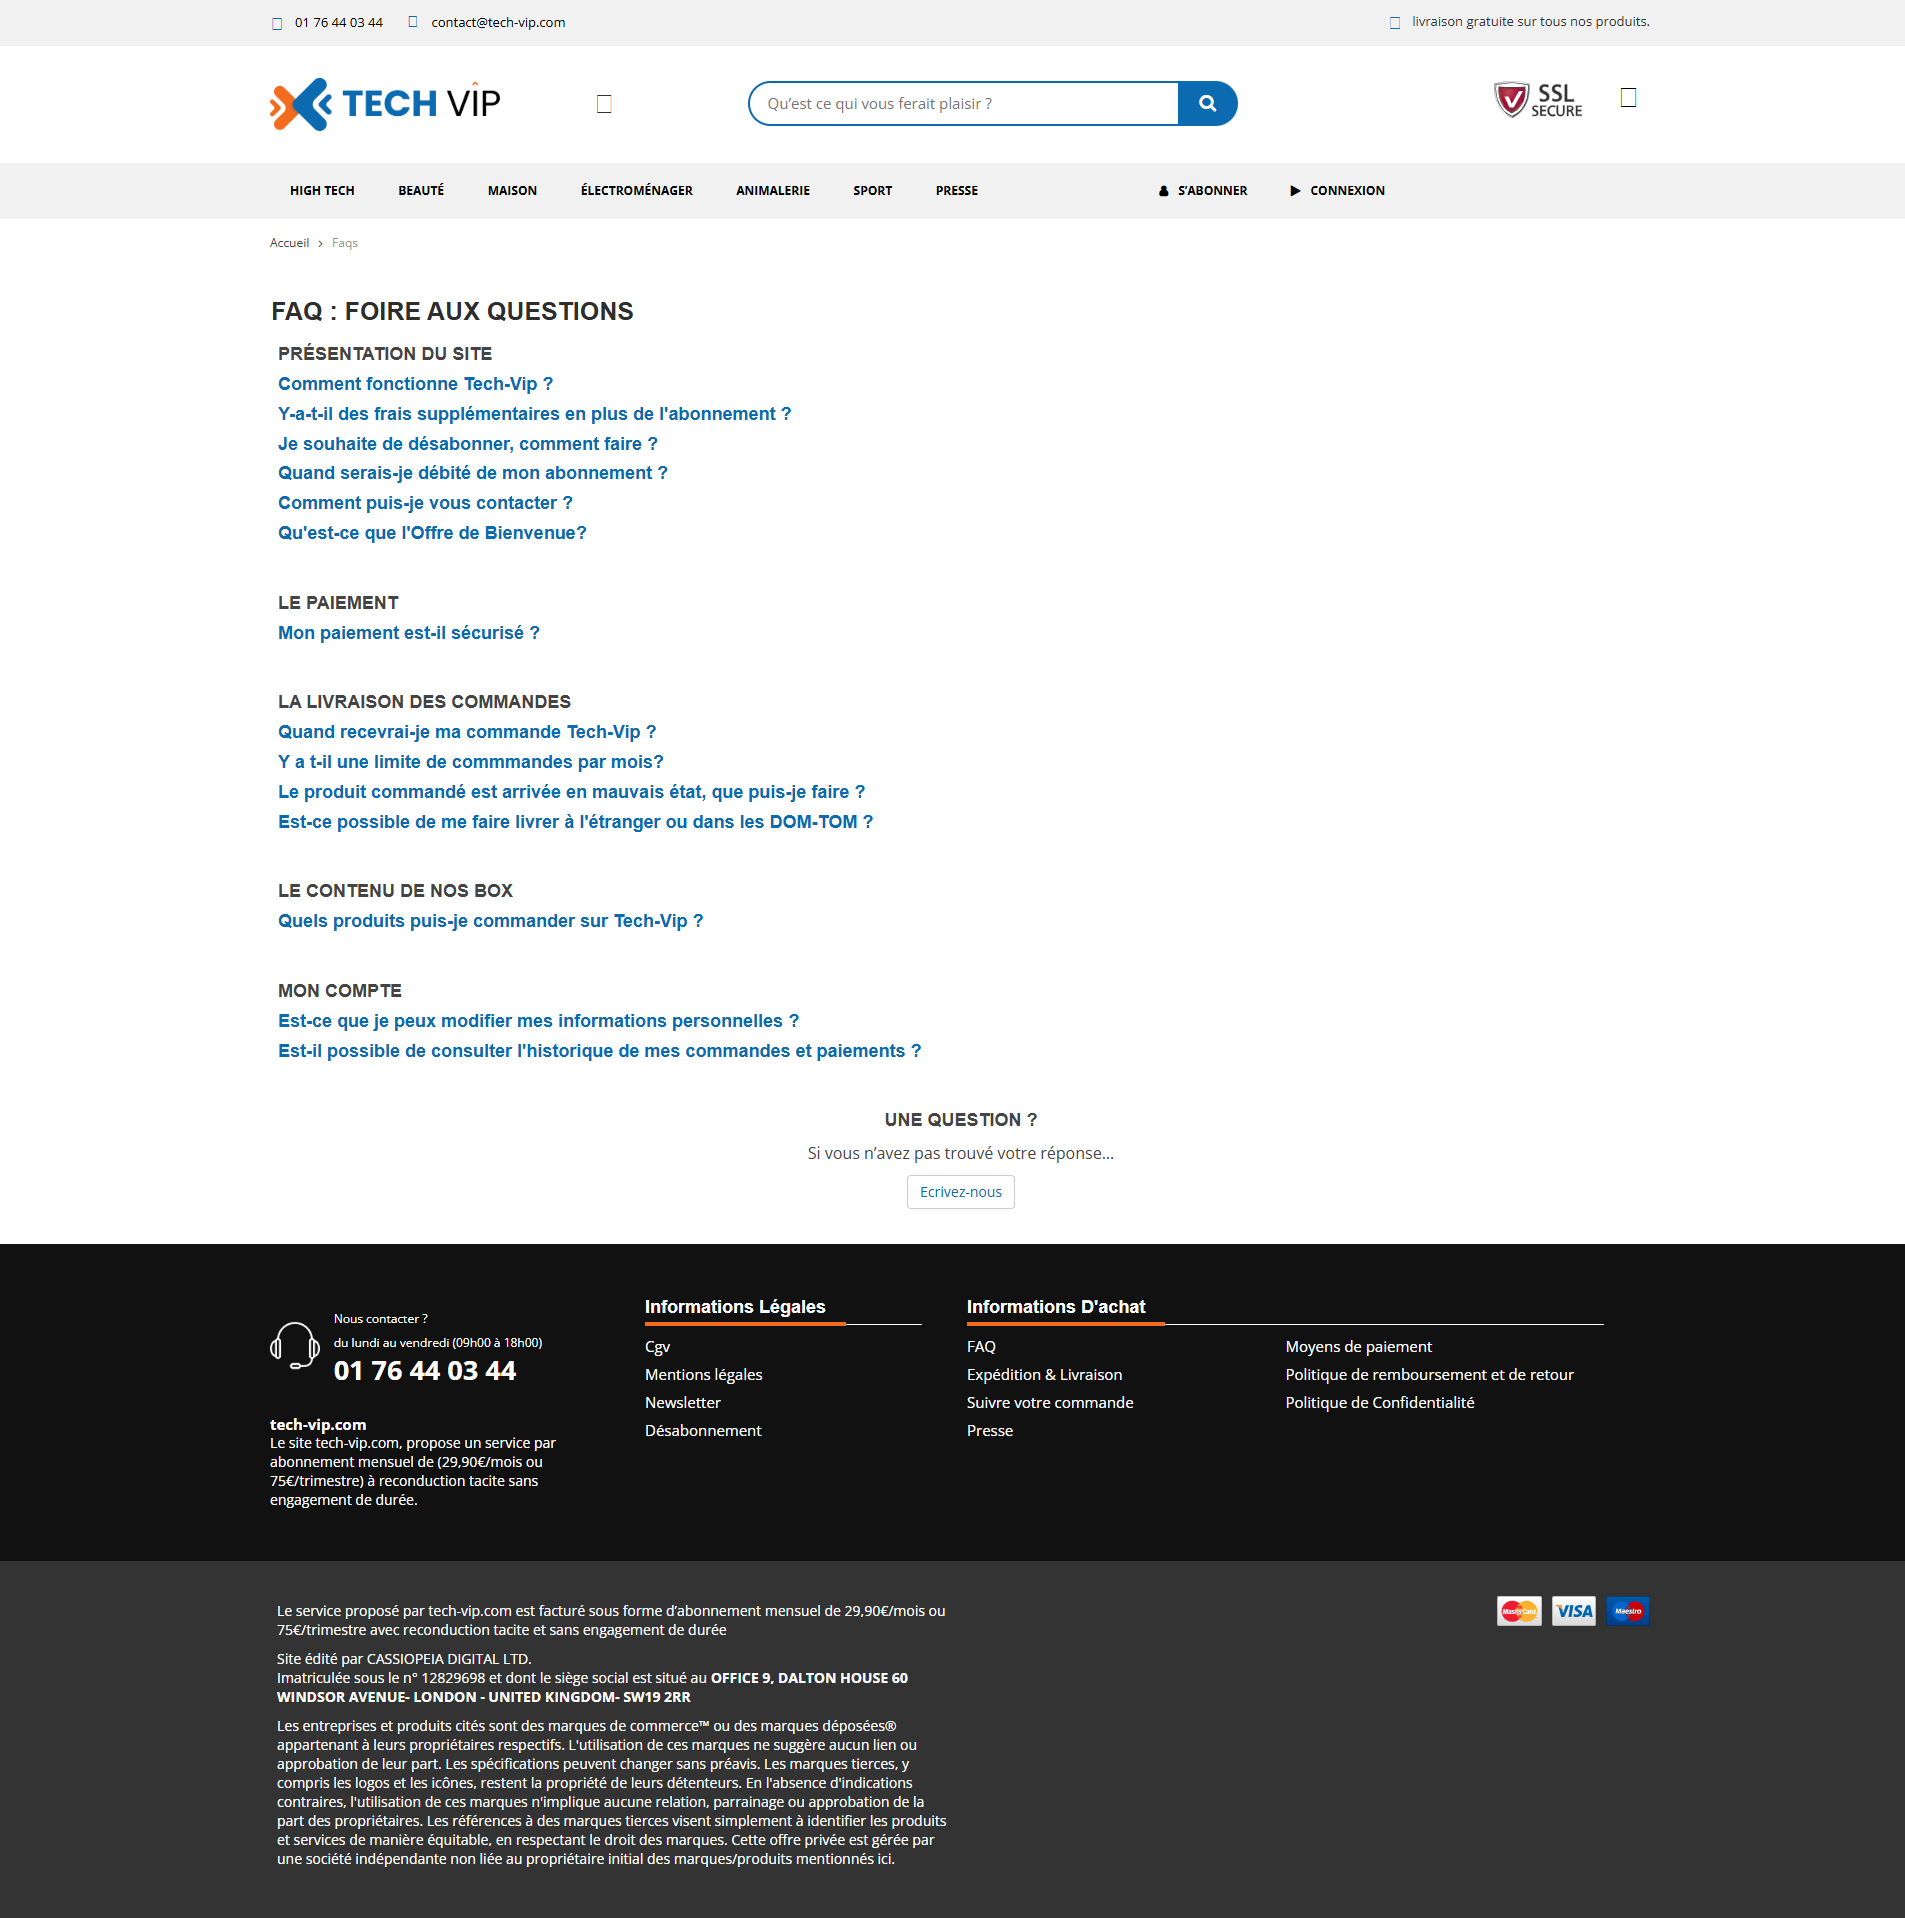 01 76 44 03 44 contact@tech-vip.com livraison gratuite sur tous nos produits.
TECH VIP
Qu’est ce qui vous ferait plaisir ?
SSL
SECURE
HIGH TECH BEAUTÉ MAISON ÉLECTROMÉNAGER ANIMALERIE SPORT PRESSE S’ABONNER CONNEXION
Accueil > Faqs
FAQ : FOIRE AUX QUESTIONS
PRÉSENTATION DU SITE
Comment fonctionne Tech-Vip ?
Y-a-t-il des frais supplémentaires en plus de l'abonnement ?
Je souhaite de désabonner, comment faire ?
Quand serais-je débité de mon abonnement ?
Comment puis-je vous contacter ?
Qu'est-ce que l'Offre de Bienvenue?
LE PAIEMENT
Mon paiement est-il sécurisé ?
LA LIVRAISON DES COMMANDES
Quand recevrai-je ma commande Tech-Vip ?
Y a t-il une limite de commmandes par mois?
Le produit commandé est arrivée en mauvais état, que puis-je faire ?
Est-ce possible de me faire livrer à l'étranger ou dans les DOM-TOM ?
LE CONTENU DE NOS BOX
Quels produits puis-je commander sur Tech-Vip ?
MON COMPTE
Est-ce que je peux modifier mes informations personnelles ?
Est-il possible de consulter l'historique de mes commandes et paiements ?
UNE QUESTION ?
Si vous n’avez pas trouvé votre réponse...
Ecrivez-nous
Nous contacter ?
du lundi au vendredi (09h00 à 18h00)
01 76 44 03 44
tech-vip.com
Le site tech-vip.com, propose un service par
abonnement mensuel de (29,90€/mois ou
75€/trimestre) à reconduction tacite sans
engagement de durée.
Informations Légales
Cgv
Mentions légales
Newsletter
Désabonnement
Informations D'achat
FAQ
Expédition & Livraison
Suivre votre commande
Presse
Moyens de paiement
Politique de remboursement et de retour
Politique de Confidentialité
Le service proposé par tech-vip.com est facturé sous forme d’abonnement mensuel de 29,90€/mois ou
75€/trimestre avec reconduction tacite et sans engagement de durée
MasterCard VISA Maestro
Site édité par CASSIOPEIA DIGITAL LTD.
Imatriculée sous le n° 12829698 et dont le siège social est situé au OFFICE 9, DALTON HOUSE 60
WINDSOR AVENUE- LONDON - UNITED KINGDOM- SW19 2RR
Les entreprises et produits cités sont des marques de commerce™ ou des marques déposées®
appartenant à leurs propriétaires respectifs. L'utilisation de ces marques ne suggère aucun lien ou
approbation de leur part. Les spécifications peuvent changer sans préavis. Les marques tierces, y
compris les logos et les icônes, restent la propriété de leurs détenteurs. En l'absence d'indications
contraires, l'utilisation de ces marques n'implique aucune relation, parrainage ou approbation de la
part des propriétaires. Les références à des marques tierces visent simplement à identifier les produits
et services de manière équitable, en respectant le droit des marques. Cette offre privée est gérée par
une société indépendante non liée au propriétaire initial des marques/produits mentionnés ici.